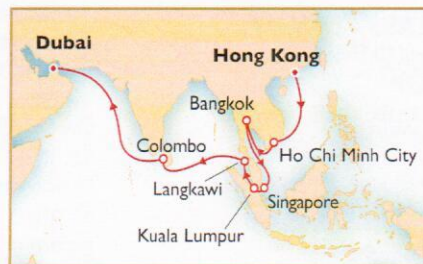 Dubai
Hong Kong
Bangkok
Colombo
Ho Chi Minh City
Langkawi
Singapore
Kuala Lumpur